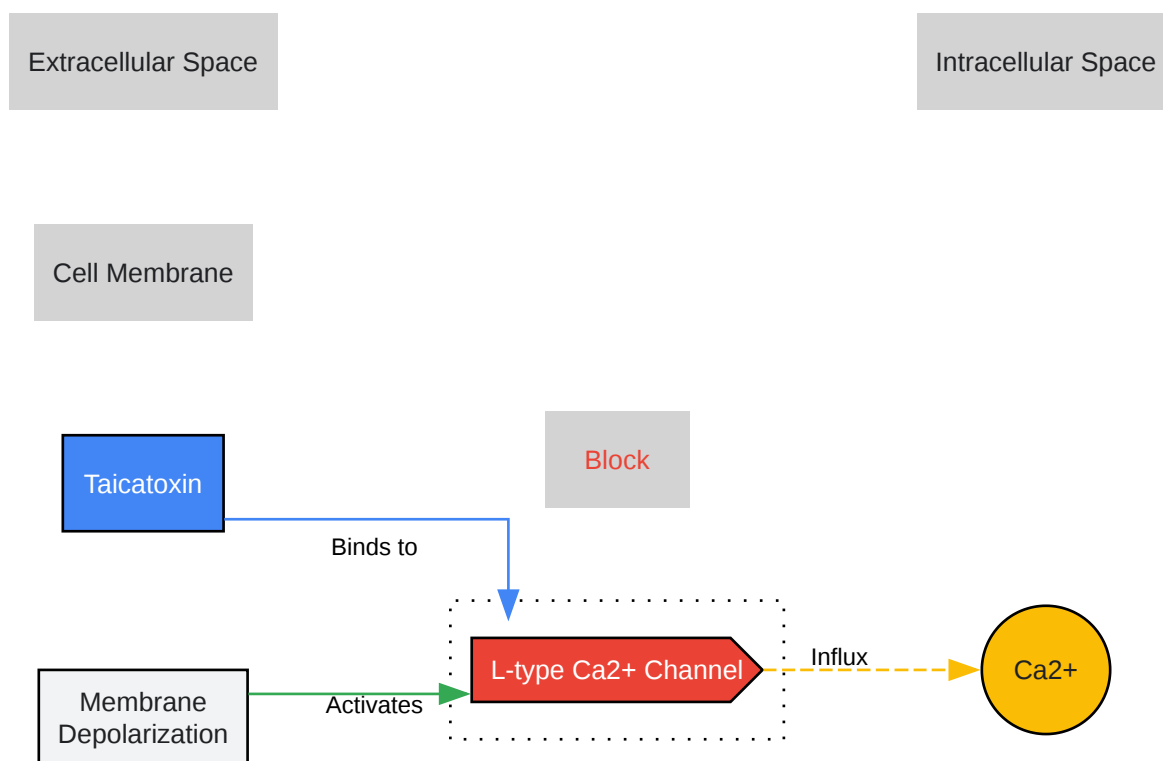 Extracellular Space
Intracellular Space
Cell Membrane
Block
Taicatoxin
Binds to
L-type Ca2+ Channel
Influx
Ca2+
Membrane
Depolarization
Activates